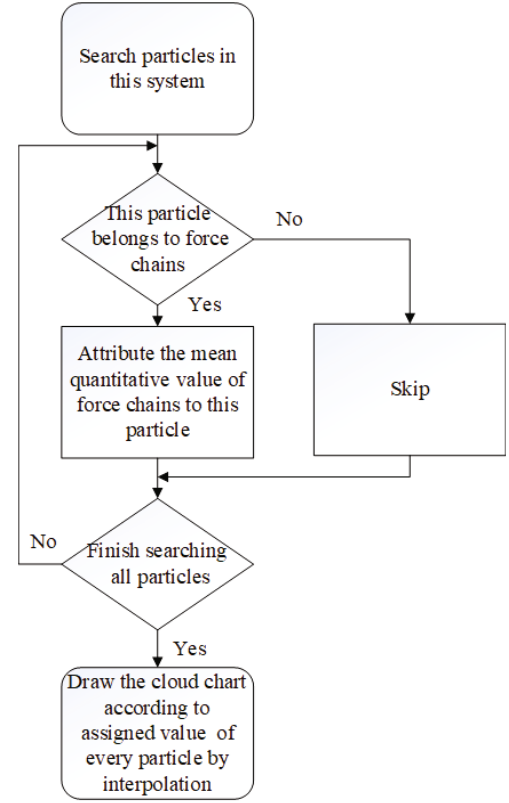 Search particles in
this system
This particle
belongs to force
chains
No
Yes
Attribute the mean
quantitative value of
force chains to this
particle
Skip
No
Finish searching
all particles
Yes
Draw the cloud chart
according to
assigned value of
every particle by
interpolation